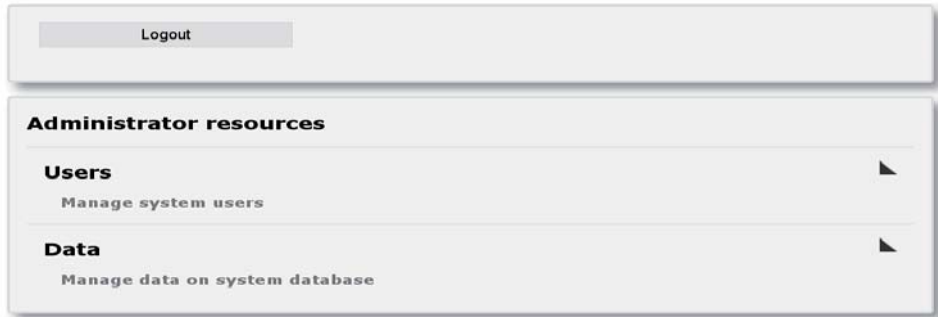 Logout
Administrator resources
Users
Manage system users
Data
Manage data on system database